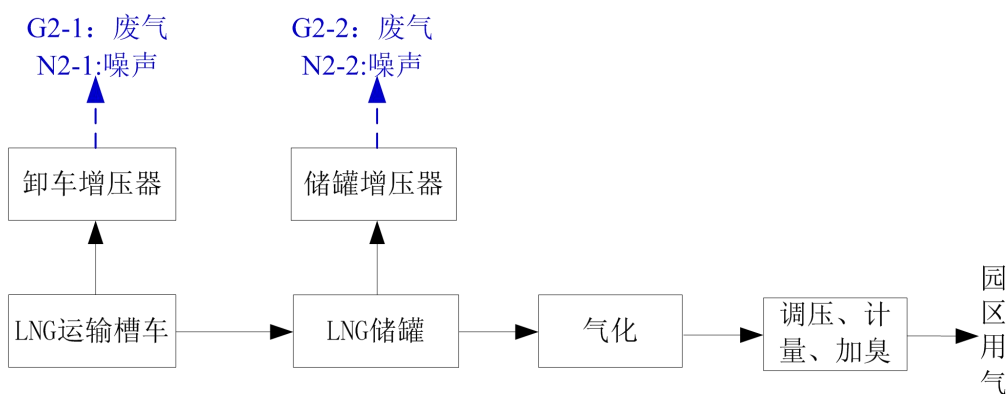 G2-1：废气
N2-1:噪声
G2-2：废气
N2-2:噪声
卸车增压器
储罐增压器
LNG运输槽车
LNG储罐
气化
调压、计
量、加臭
园
区
用
气